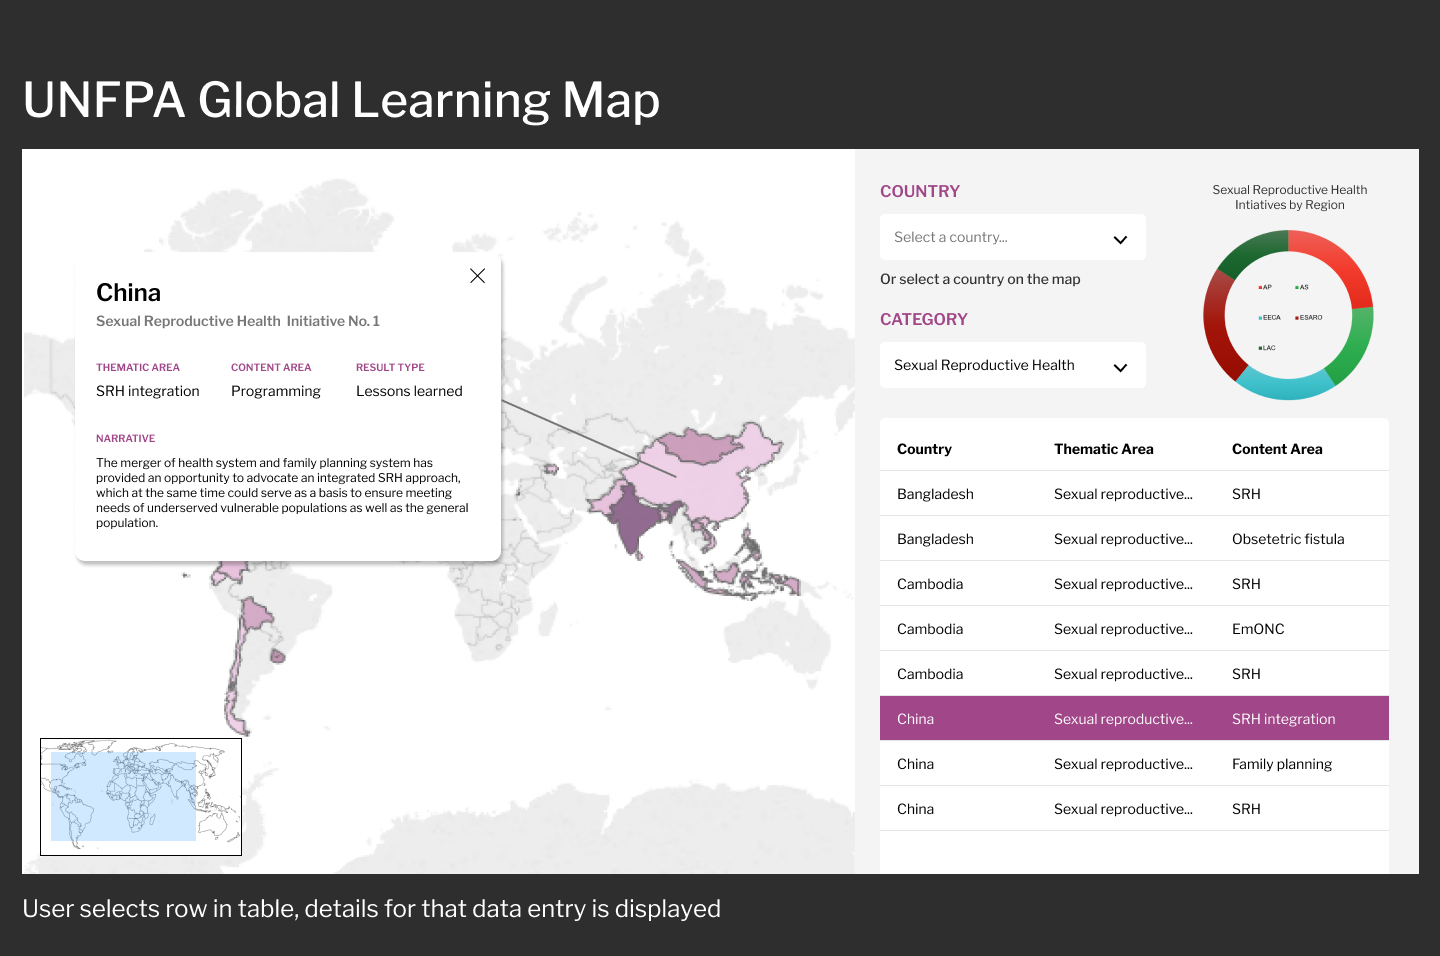 UNFPA Global Learning Map
China
Sexual Reproductive Health Initiative No. 1
THEMATIC AREA CONTENT AREA RESULT TYPE
SRH integration Programming Lessons learned
NARRATIVE
The merger of health system and family planning system has
provided an opportunity to advocate an integrated SRH approach,
which at the same time could serve as a basis to ensure meeting
needs of underserved vulnerable populations as well as the general
population.
COUNTRY
Select a country...
Or select a country on the map
CATEGORY
Sexual Reproductive Health
Sexual Reproductive Health
Intiatives by Region
AP AS
EECA ESARO
LAC
Country Thematic Area Content Area
Bangladesh Sexual reproductive... SRH
Bangladesh Sexual reproductive... Obsetetric fistula
Cambodia Sexual reproductive... SRH
Cambodia Sexual reproductive... EmONC
Cambodia Sexual reproductive... SRH
China Sexual reproductive... SRH integration
China Sexual reproductive... Family planning
China Sexual reproductive... SRH
User selects row in table, details for that data entry is displayed